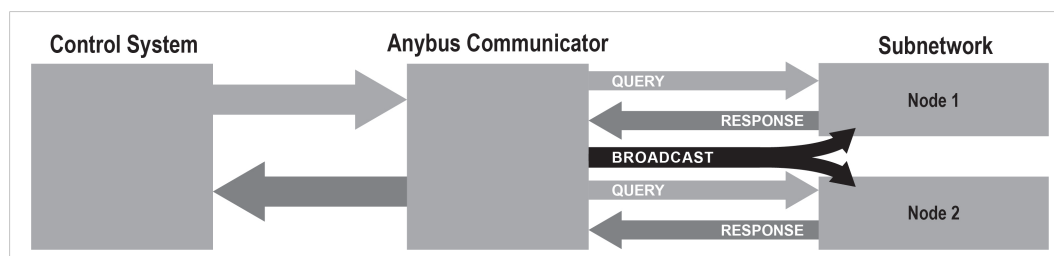 Control System
Anybus Communicator
Subnetwork
QUERY
Node 1
RESPONSE
BROADCAST
QUERY
Node 2
RESPONSE